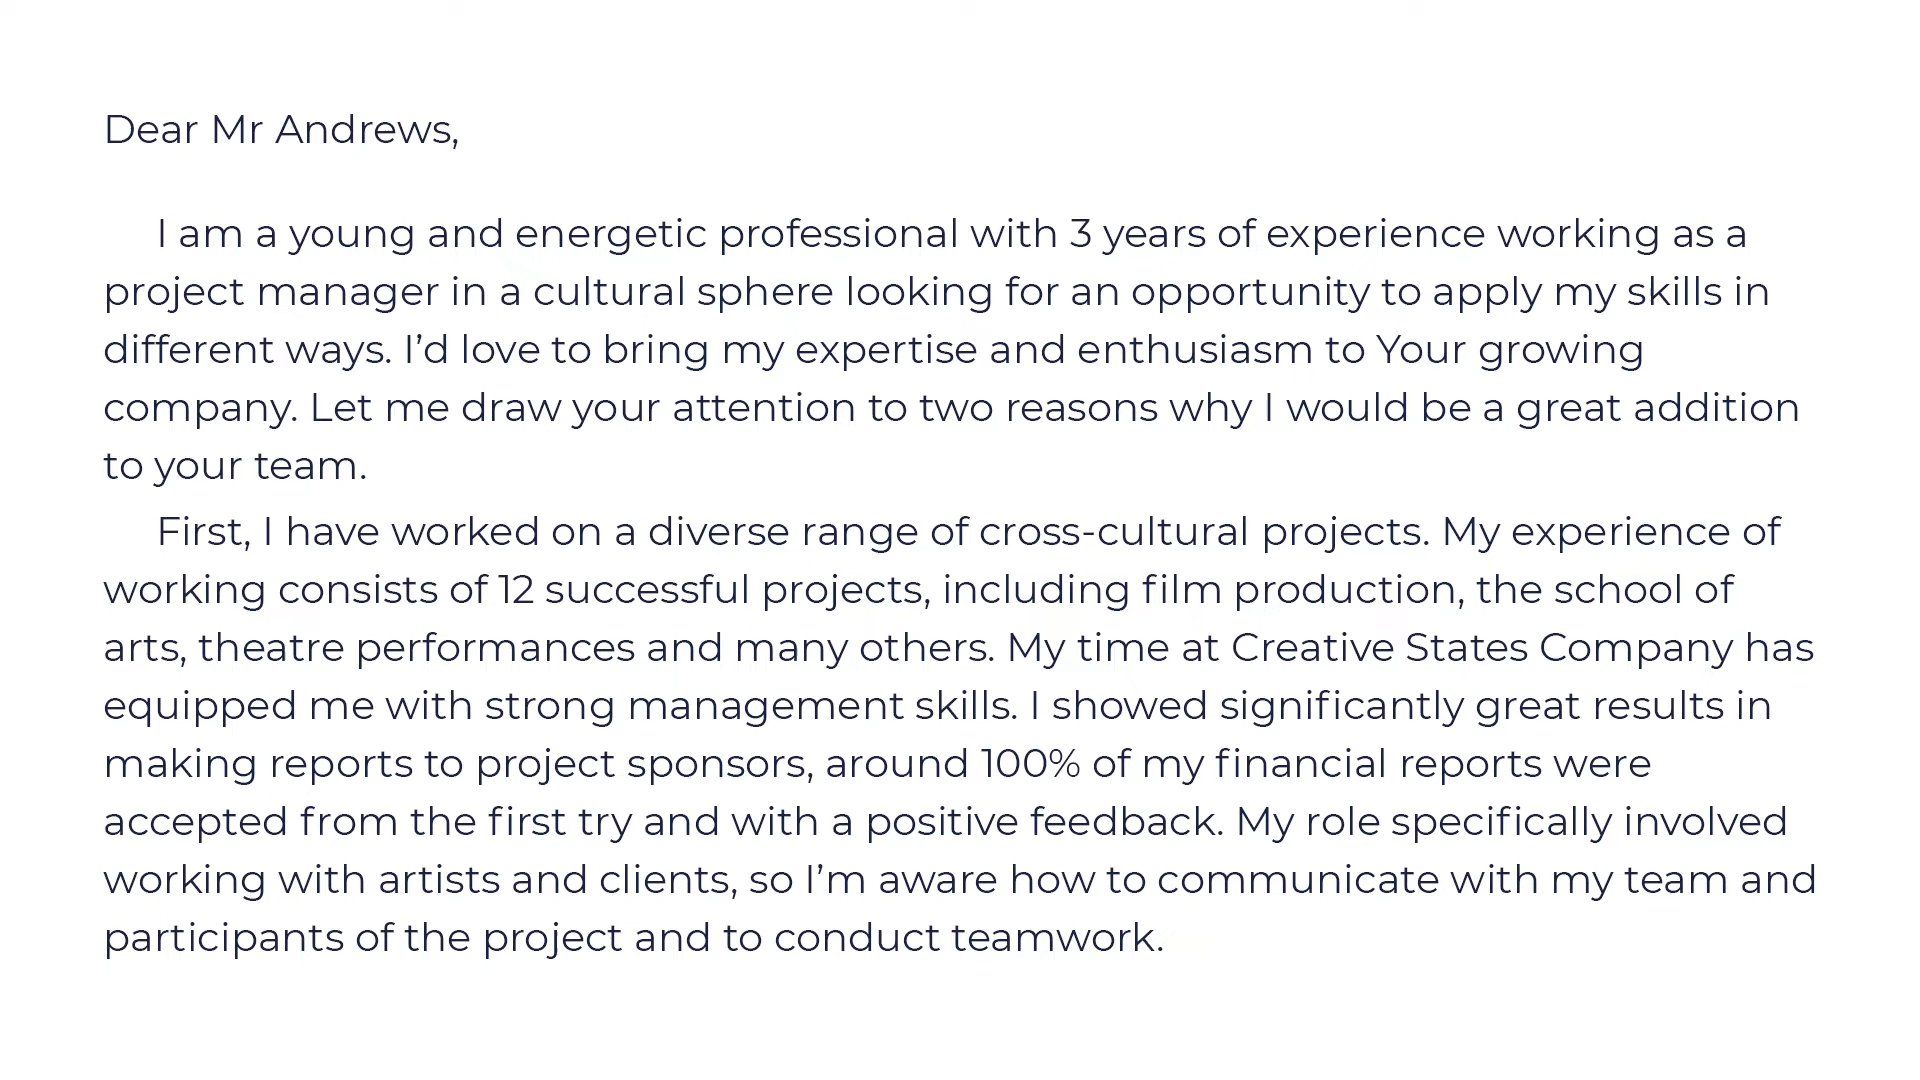 Dear Mr Andrews,
I am a young and energetic professional with 3 years of experience working as a
project manager in a cultural sphere looking for an opportunity to apply my skills in
different ways. I’d love to bring my expertise and enthusiasm to Your growing
company. Let me draw your attention to two reasons why I would be a great addition
to your team.
First, I have worked on a diverse range of cross-cultural projects. My experience of
working consists of 12 successful projects, including film production, the school of
arts, theatre performances and many others. My time at Creative States Company has
equipped me with strong management skills. I showed significantly great results in
making reports to project sponsors, around 100% of my financial reports were
accepted from the first try and with a positive feedback. My role specifically involved
working with artists and clients, so I’m aware how to communicate with my team and
participants of the project and to conduct teamwork.